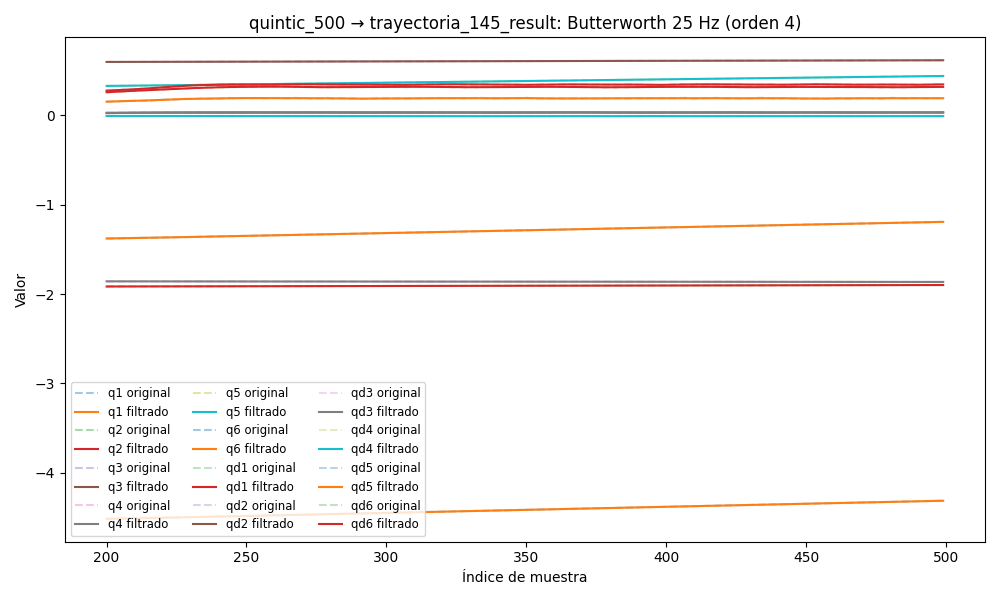 quintic_500 → trayectoria_145_result: Butterworth 25 Hz (orden 4)
Valor
0
−1
−2
−3
−4
q1 original
q1 filtrado
q2 original
q2 filtrado
q3 original
q3 filtrado
q4 original
q4 filtrado
q5 original
q5 filtrado
q6 original
q6 filtrado
qd1 original
qd1 filtrado
qd2 original
qd2 filtrado
qd3 original
qd3 filtrado
qd4 original
qd4 filtrado
qd5 original
qd5 filtrado
qd6 original
qd6 filtrado
200
250
300
350
400
450
500
Índice de muestra